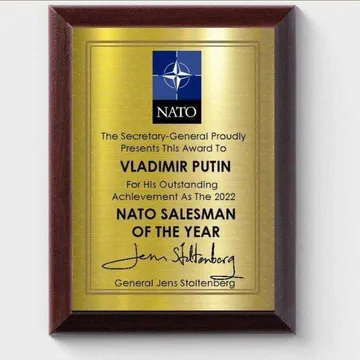 NATO
The Secretary-General Proudly
Presents This Award To
VLADIMIR PUTIN
For His Outstanding
Achievement As The 2022
NATO SALESMAN
OF THE YEAR
Jens Stoltenberg
General Jens Stoltenberg